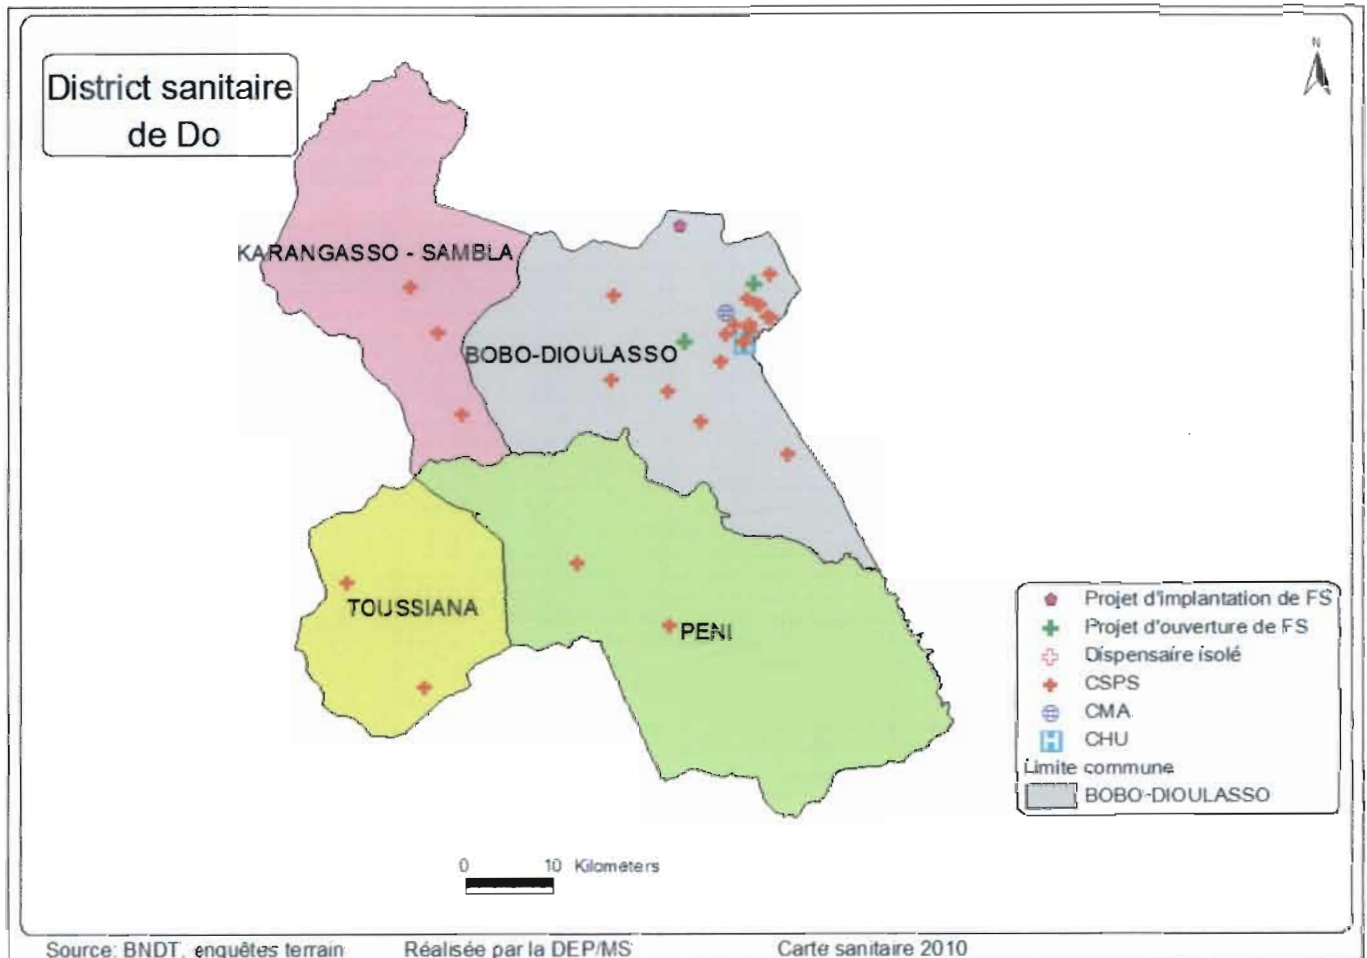 District sanitaire
de Do
N
KARANGASSO - SAMBLA
BOBO-DIOULASSO
TOUSSIANA
PENI
Projet d'implantation de FS
Projet d'ouverture de FS
Dispensaire isolé
CSPS
CMA
H CHU
Limite commune
BOBO-DIOULASSO
0 10 Kilometers
Source: BNDT, enquêtes terrain Réalisée par la DEP/MS Carte sanitaire 2010